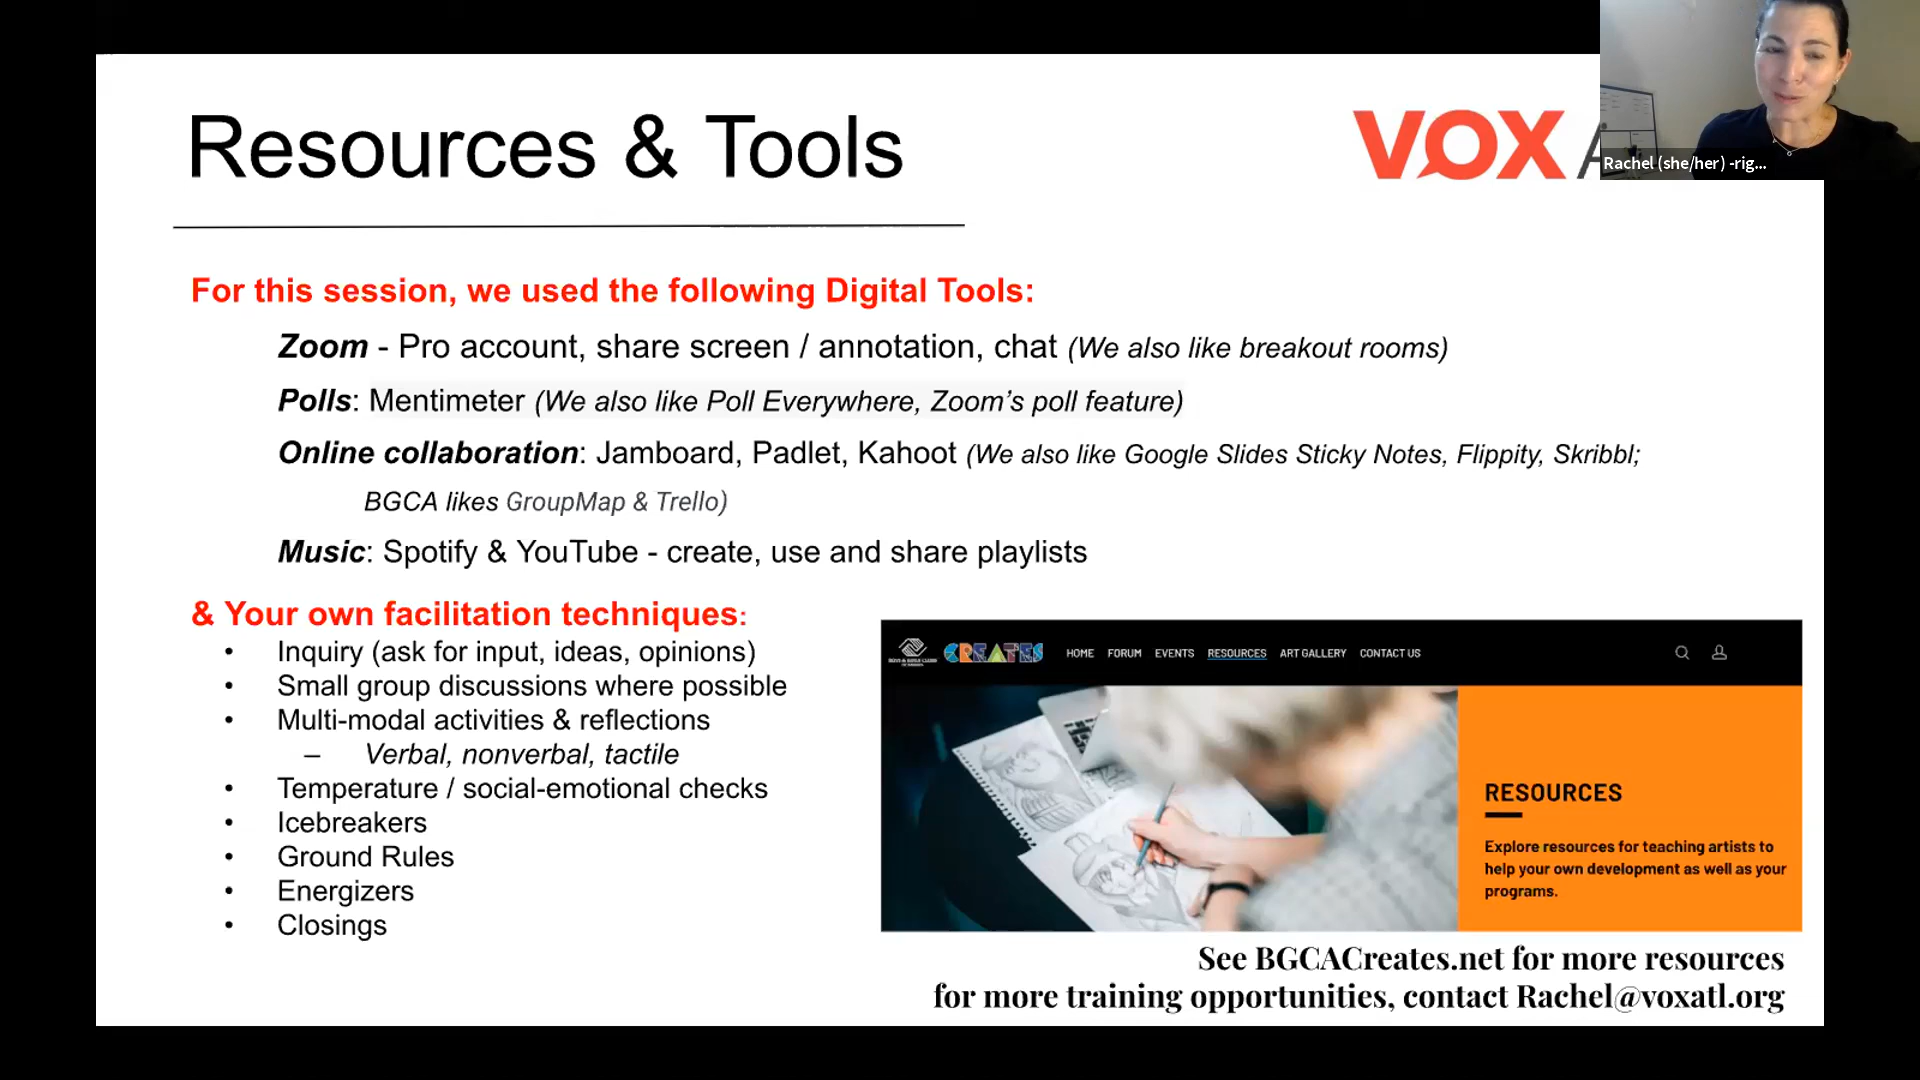 Resources & Tools
VOX
Rachel (she/her) -rig...
For this session, we used the following Digital Tools:
Zoom - Pro account, share screen / annotation, chat (We also like breakout rooms)
Polls: Mentimeter (We also like Poll Everywhere, Zoom’s poll feature)
Online collaboration: Jamboard, Padlet, Kahoot (We also like Google Slides Sticky Notes, Flippity, Skribbl;
BGCA likes GroupMap & Trello)
Music: Spotify & YouTube - create, use and share playlists
& Your own facilitation techniques:
• Inquiry (ask for input, ideas, opinions)
• Small group discussions where possible
• Multi-modal activities & reflections
– Verbal, nonverbal, tactile
• Temperature / social-emotional checks
• Icebreakers
• Ground Rules
• Energizers
• Closings
CREATES HOME FORUM EVENTS RESOURCES ART GALLERY CONTACT US
RESOURCES
Explore resources for teaching artists to
help your own development as well as your
programs.
See BGCACreates.net for more resources
for more training opportunities, contact Rachel@voxatl.org